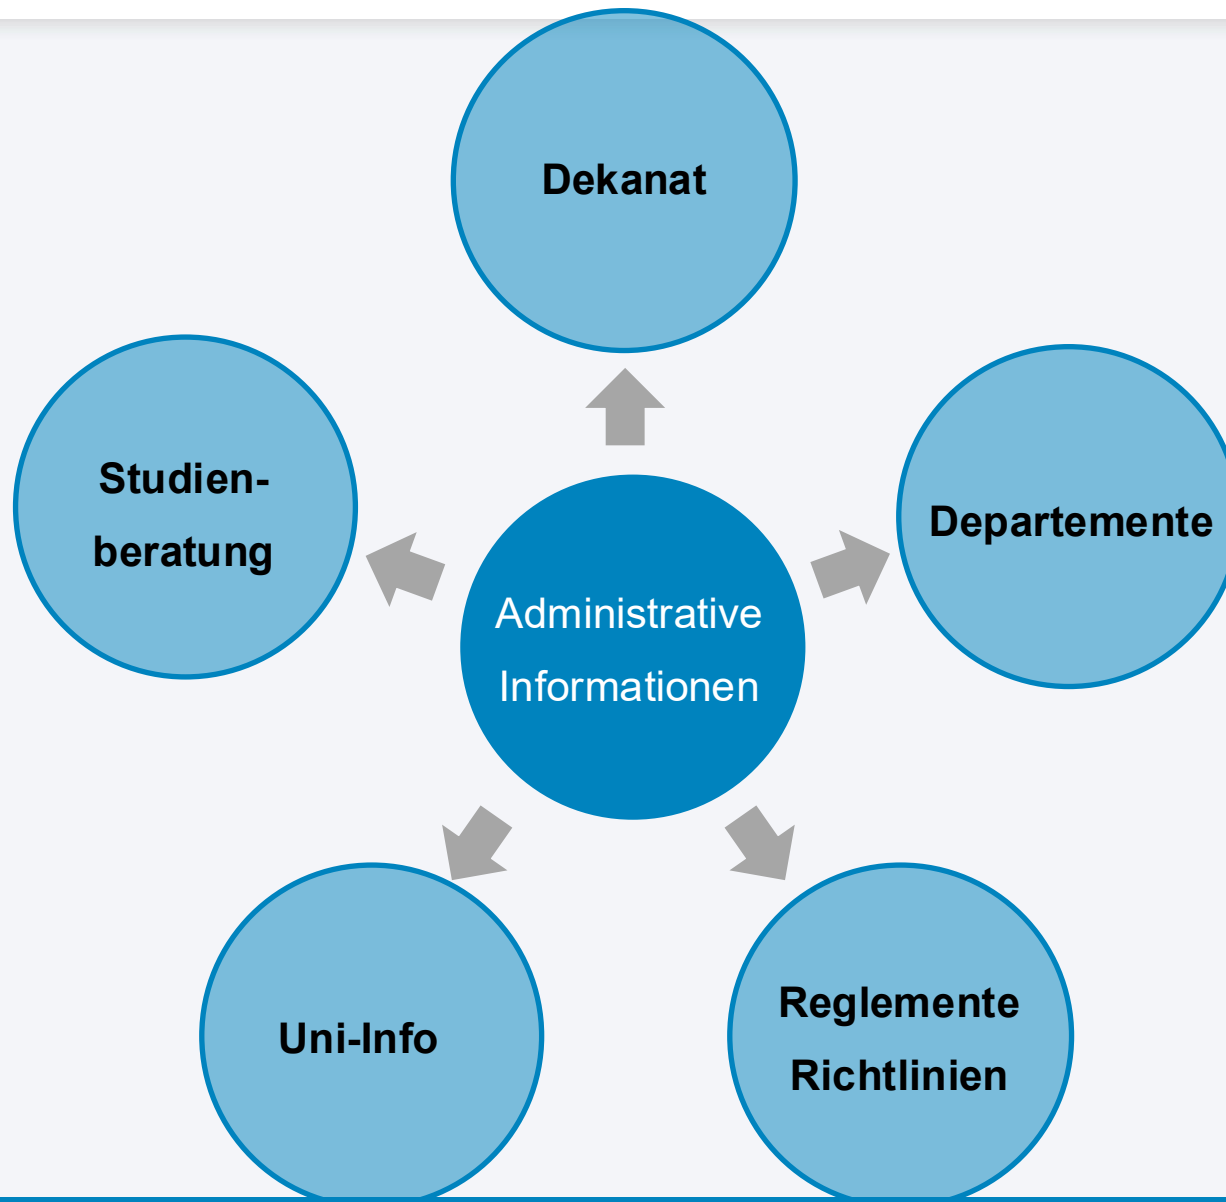 Dekanat
Studien-
beratung
Departemente
Administrative
Informationen
Uni-Info
Reglemente
Richtlinien